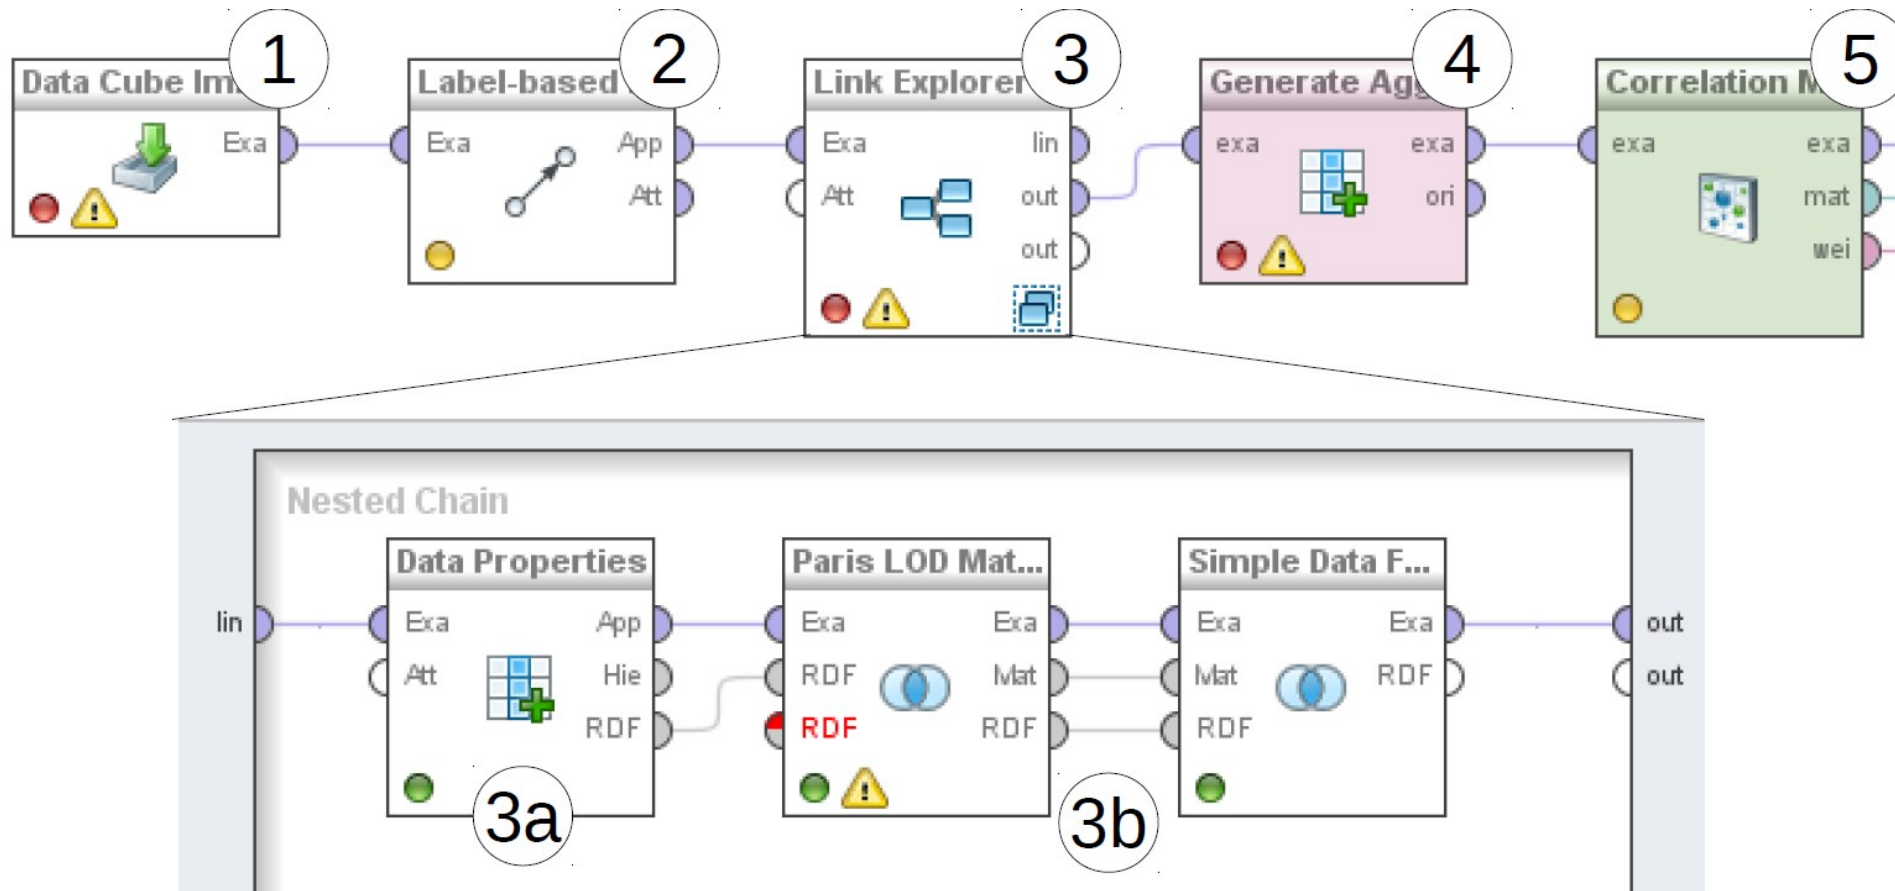 1
2
3
4
5
Data Cube Im
Label-based
Link Explorer
Generate Agg
Correlation M
Exa
Exa App
Att
Exa lin
Att out
out
exa exa
ori
exa exa
mat
wei
Nested Chain
Data Properties
Paris LOD Mat...
Simple Data F...
lin
Exa App
Att Hie
RDF
Exa Exa
RDF Mat
RDF RDF
Exa Exa
Mat RDF
RDF
out
out
3a
3b